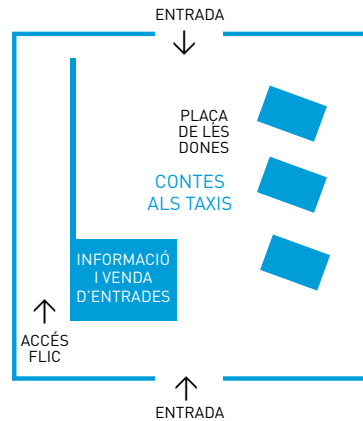 ENTRADA
PLAÇA
DE LES
DONES
CONTES
ALS TAXIS
INFORMACIÓ
I VENDA
D'ENTRADES
ACCÉS
FLIC
ENTRADA